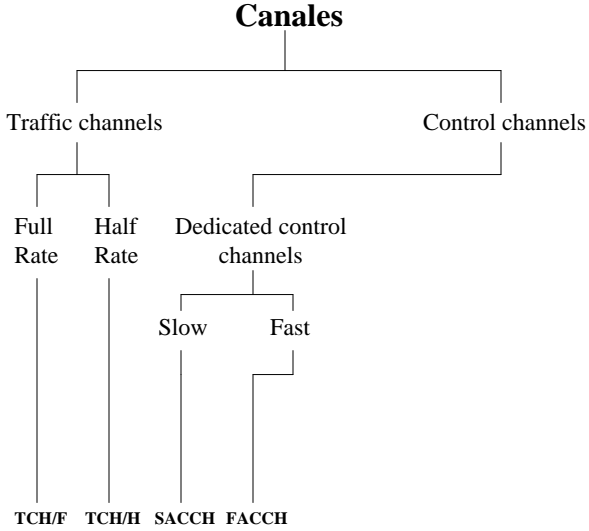 Canales
Traffic channels
Control channels
Full
Rate
Half
Rate
Dedicated control
channels
Slow
Fast
TCH/F
TCH/H
SACCH
FACCH